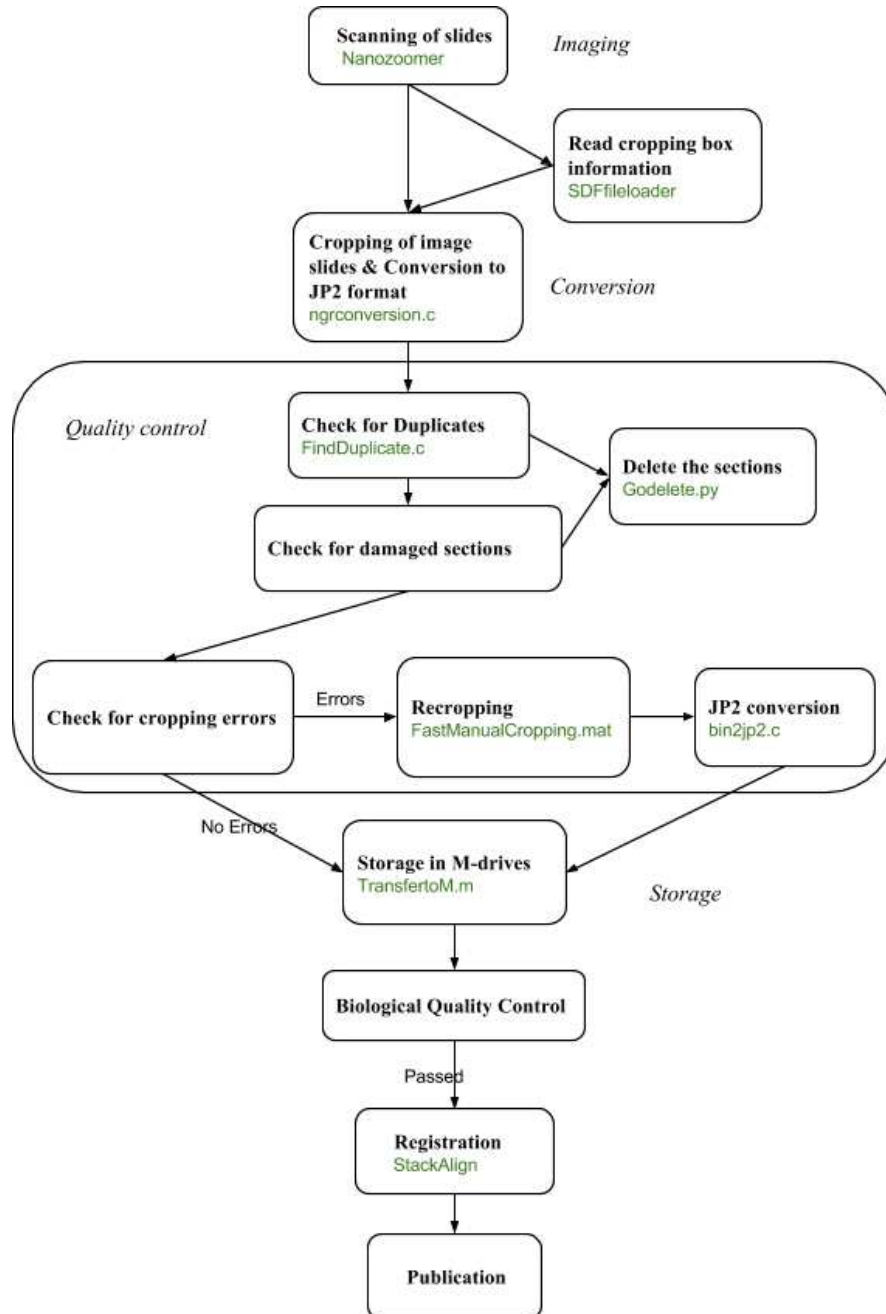 Scanning of slides
Nanozoomer
Imaging
Read cropping box
information
SDFfileloader
Cropping of image
slides & Conversion to
JP2 format
ngrconversion.c
Conversion
Quality control
Check for Duplicates
FindDuplicate.c
Delete the sections
Godelete.py
Check for damaged sections
Check for cropping errors
Errors
Recropping
FastManualCropping.mat
JP2 conversion
bin2jp2.c
No Errors
Storage in M-drives
TransfertoM.m
Storage
Biological Quality Control
Passed
Registration
StackAlign
Publication